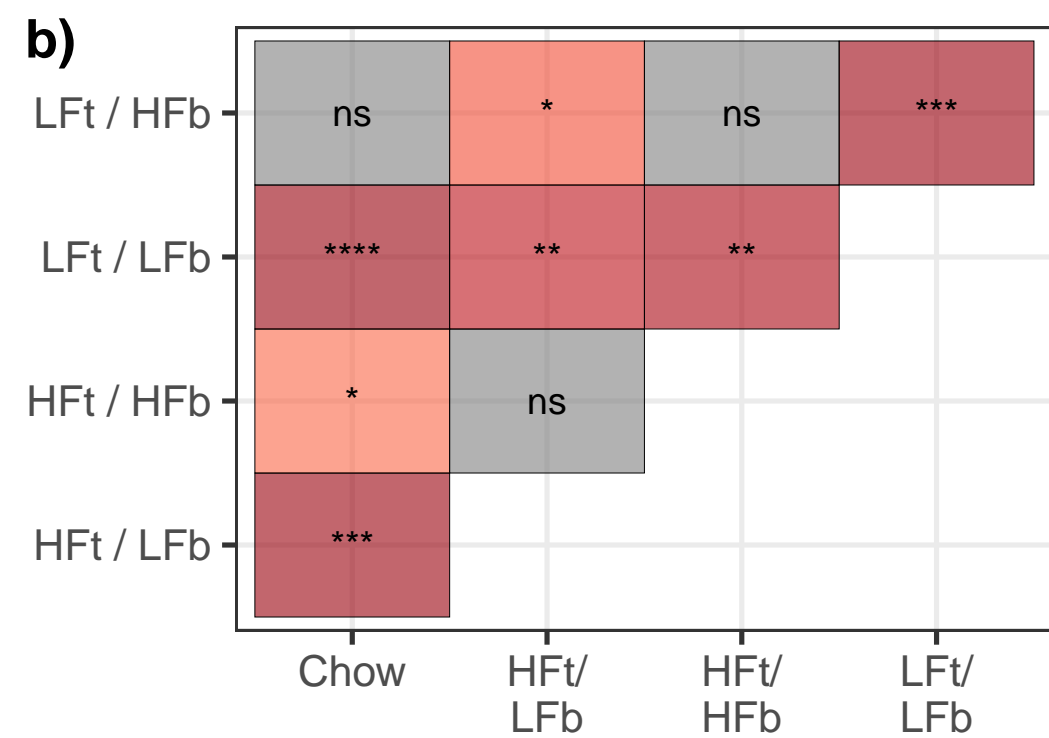 b)
LFt / HFb
ns
*
ns
***
LFt / LFb
****
**
**
HFt / HFb
*
ns
HFt / LFb
***
Chow
HFt/
LFb
HFt/
HFb
LFt/
LFb